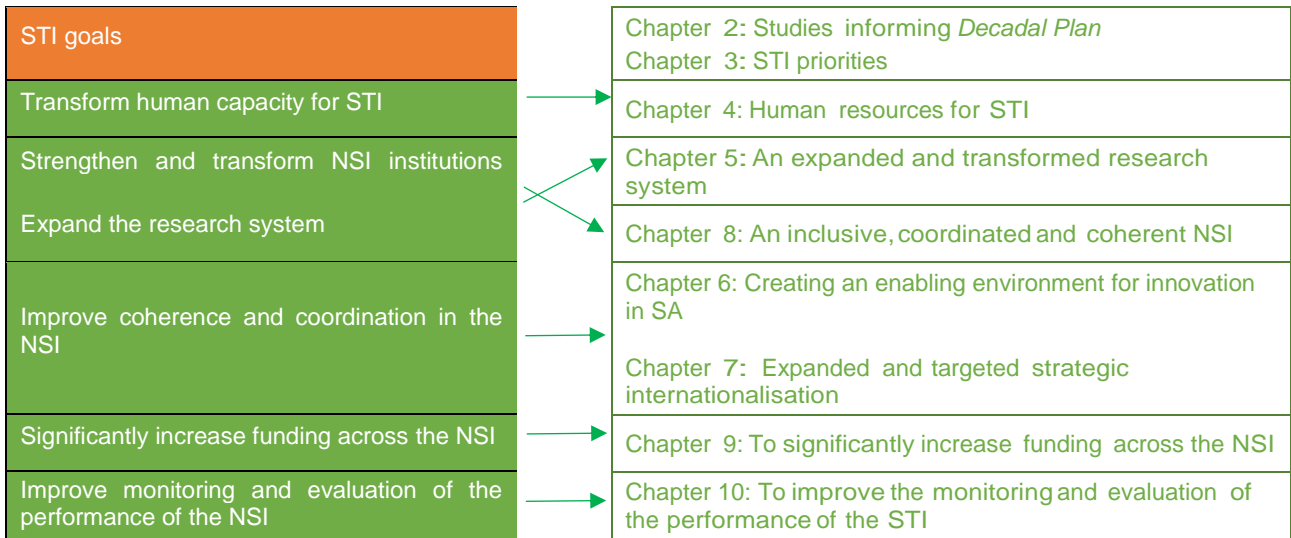 STI goals
Chapter 2: Studies informing Decadal Plan
Chapter 3: STI priorities
Transform human capacity for STI
Chapter 4: Human resources for STI
Strengthen and transform NSI institutions
Expand the research system
Chapter 5: An expanded and transformed research
system
Chapter 8: An inclusive, coordinated and coherent NSI
Improve coherence and coordination in the
NSI
Chapter 6: Creating an enabling environment for innovation
in SA
Chapter 7: Expanded and targeted strategic
internationalisation
Significantly increase funding across the NSI
Chapter 9: To significantly increase funding across the NSI
Improve monitoring and evaluation of the
performance of the NSI
Chapter 10: To improve the monitoring and evaluation of
the performance of the STI